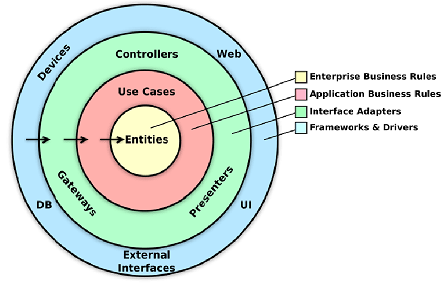 Devices
Controllers
Web
Use Cases
Entities
Gateways
Presenters
DB
UI
External
Interfaces
Enterprise Business Rules
Application Business Rules
Interface Adapters
Frameworks & Drivers